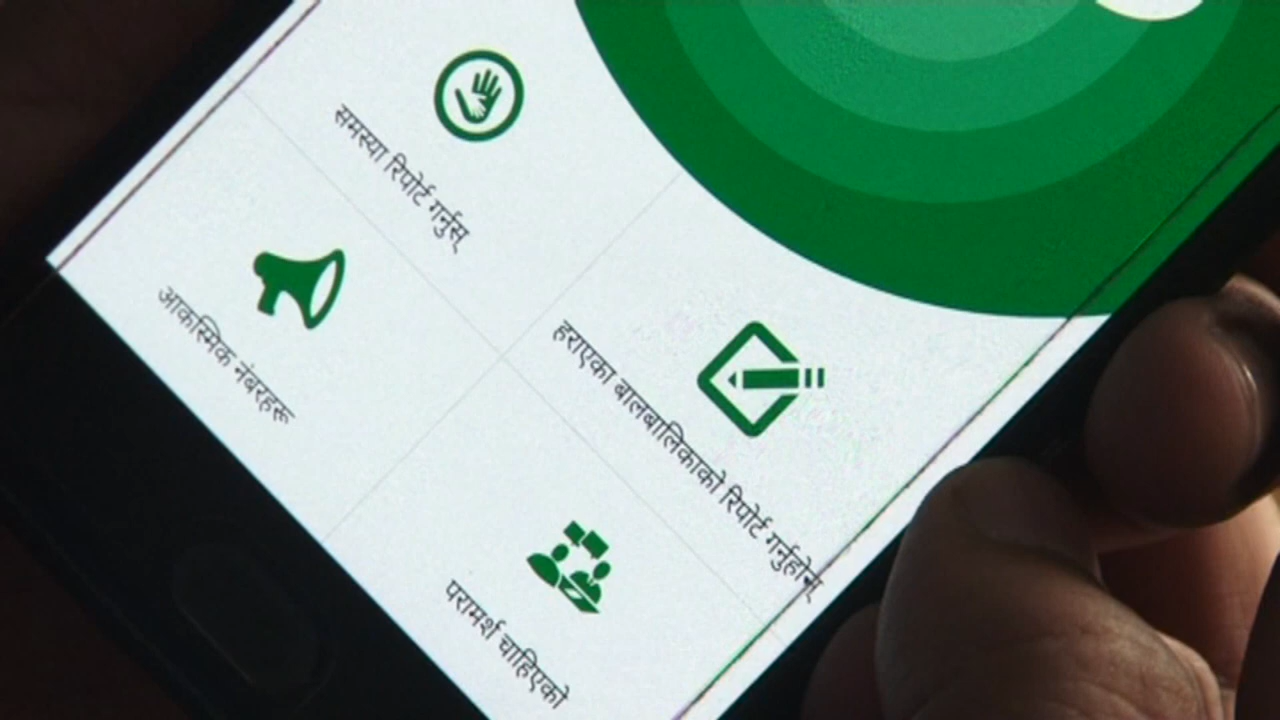 समस्या रिपोर्ट गर्नुस्
हराएका बालबालिकाको रिपोर्ट गर्नुहोस्
आकस्मिक नंबरहरू
परामर्श चाहिएको